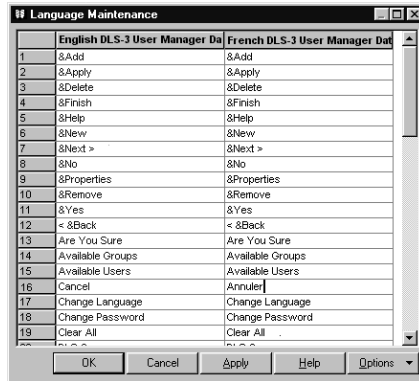 Language Maintenance
English DLS-3 User Manager Da French DLS-3 User Manager Dat
1 &Add &Add
2 &Apply &Apply
3 &Delete &Delete
4 &Finish &Finish
5 &Help &Help
6 &New &New
7 &Next > &Next >
8 &No &No
9 &Properties &Properties
10 &Remove &Remove
11 &Yes &Yes
12 < &Back < &Back
13 Are You Sure Are You Sure
14 Available Groups Available Groups
15 Available Users Available Users
16 Cancel Annuler
17 Change Language Change Language
18 Change Password Change Password
19 Clear All Clear All
OK Cancel Apply Help Options